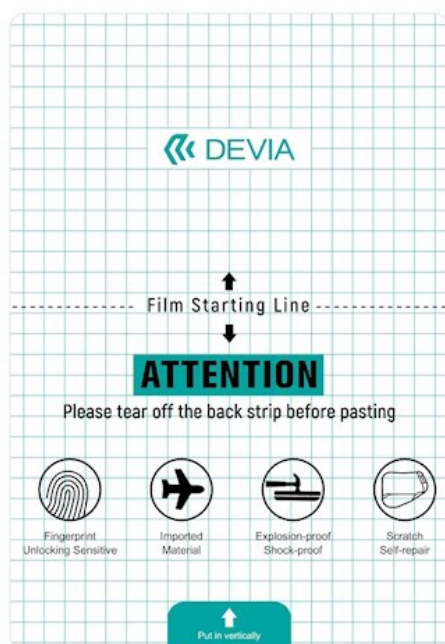 DEVIA
Film Starting Line
ATTENTION
Please tear off the back strip before pasting
Fingerprint
Unlocking Sensitive
Imported
Material
Explosion-proof
Shock-proof
Scratch
Self-repair
Put in vertically